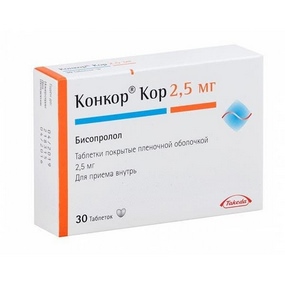 Конкор® Кор 2,5 мг
Бисопролол
Таблетки покрытые пленочной оболочкой
2,5 мг
Для приема внутрь
30 Таблеток
Takeda